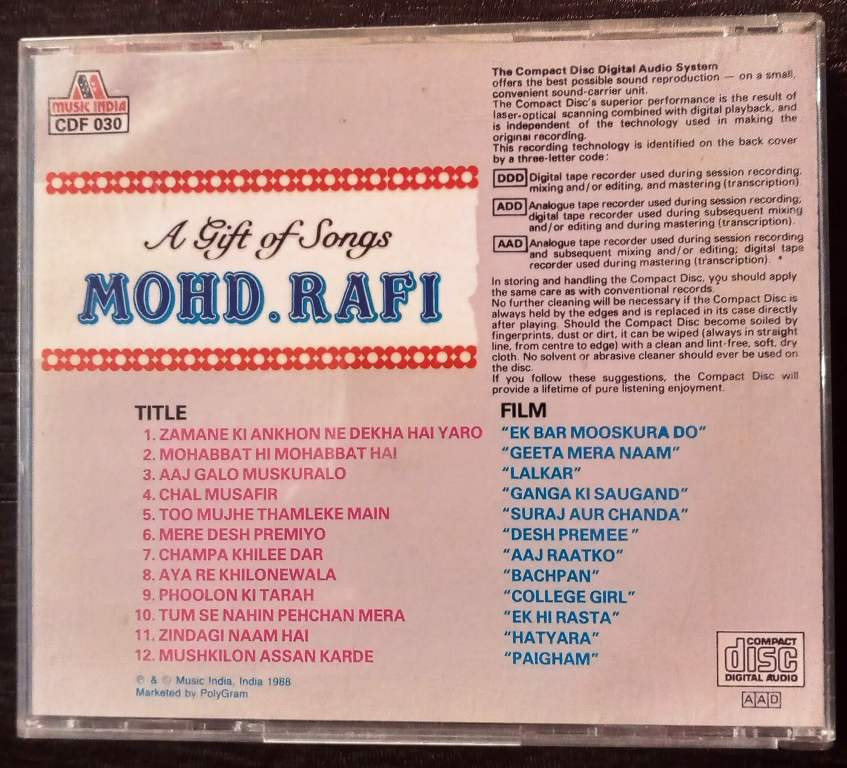 MUSIC INDIA
CDF 030
The Compact Disc Digital Audio System
offers the best possible sound reproduction — on a small,
convenient sound-carrier unit.
The Compact Disc's superior performance is the result of
laser-optical scanning combined with digital playback, and
is independent of the technology used in making the
original recording.
This recording technology is identified on the back cover
by a three-letter code:
DDD Digital tape recorder used during session recording,
mixing and/or editing, and mastering (transcription)
ADD Analogue tape recorder used during session recording;
digital tape recorder used during subsequent mixing
and/or editing and during mastering (transcription).
AAD Analogue tape recorder used during session recording
and subsequent mixing and/or editing; digital tape
recorder used during mastering (transcription).
In storing and handling the Compact Disc, you should apply
the same care as with conventional records.
No further cleaning will be necessary if the Compact Disc is
always held by the edges and is replaced in its case directly
after playing. Should the Compact Disc become soiled by
fingerprints, dust or dirt, it can be wiped (always in straight
line, from centre to edge) with a clean and lint-free, soft, dry
cloth. No solvent or abrasive cleaner should ever be used on
the disc.
If you follow these suggestions, the Compact Disc will
provide a lifetime of pure listening enjoyment.
A Gift of Songs
MOHD. RAFI
TITLE FILM
1. ZAMANE KI ANKHON NE DEKHA HAI YARO "EK BAR MOOSKURA DO"
2. MOHABBAT HI MOHABBAT HAI "GEETA MERA NAAM"
3. AAJ GALO MUSKURALO "LALKAR"
4. CHAL MUSAFIR "GANGA KI SAUGAND"
5. TOO MUJHE THAMLEKE MAIN "SURAJ AUR CHANDA"
6. MERE DESH PREMIYO "DESH PREMEE"
7. CHAMPA KHILEE DAR "AAJ RAATKO"
8. AYA RE KHILONEWALA "BACHPAN"
9. PHOOLON KI TARAH "COLLEGE GIRL"
10. TUM SE NAHIN PEHCHAN MERA "EK HI RASTA"
11. ZINDAGI NAAM HAI "HATYARA"
12. MUSHKILON ASSAN KARDE "PAIGHAM"
℗ & © Music India, India 1988
Marketed by PolyGram
COMPACT
disc
DIGITAL AUDIO
AAD